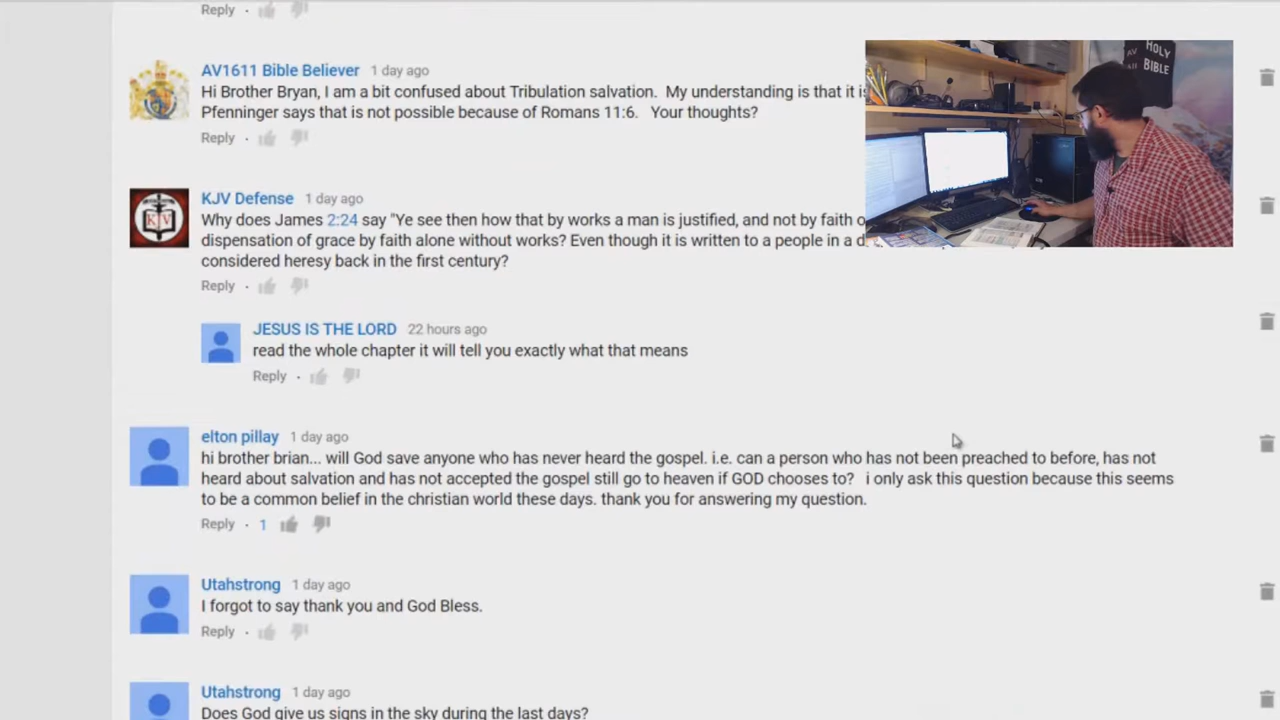 Reply
AV1611 Bible Believer 1 day ago
Hi Brother Bryan, I am a bit confused about Tribulation salvation. My understanding is that it is
Pfenninger says that is not possible because of Romans 11:6. Your thoughts?
Reply
KJV Defense 1 day ago
Why does James 2:24 say "Ye see then how that by works a man is justified, and not by faith o
dispensation of grace by faith alone without works? Even though it is written to a people in a d
considered heresy back in the first century?
Reply
JESUS IS THE LORD 22 hours ago
read the whole chapter it will tell you exactly what that means
Reply
elton pillay 1 day ago
hi brother brian... will God save anyone who has never heard the gospel. i.e. can a person who has not been preached to before, has not
heard about salvation and has not accepted the gospel still go to heaven if GOD chooses to? i only ask this question because this seems
to be a common belief in the christian world these days. thank you for answering my question.
Reply 1
Utahstrong 1 day ago
I forgot to say thank you and God Bless.
Reply
Utahstrong 1 day ago
Does God give us signs in the sky during the last days?
AV
HOLY
BIBLE
KJV